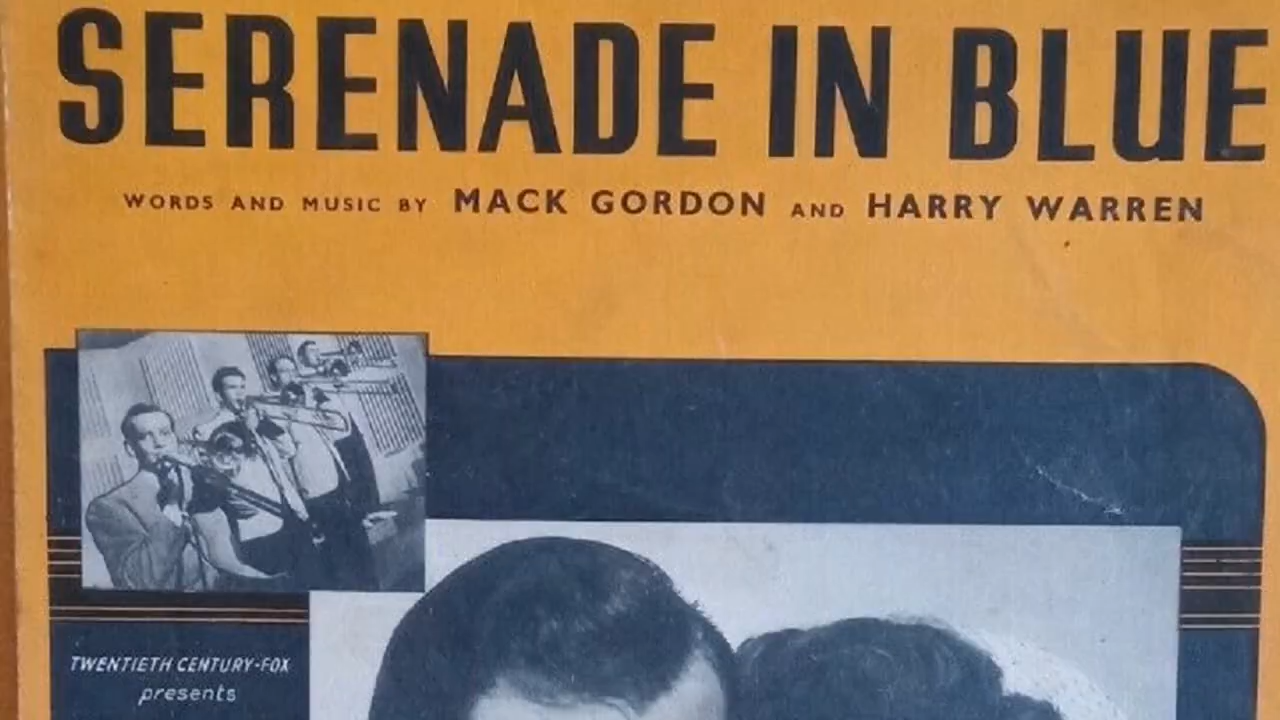 SERENADE IN BLUE
WORDS AND MUSIC BY MACK GORDON AND HARRY WARREN
TWENTIETH CENTURY-FOX
presents